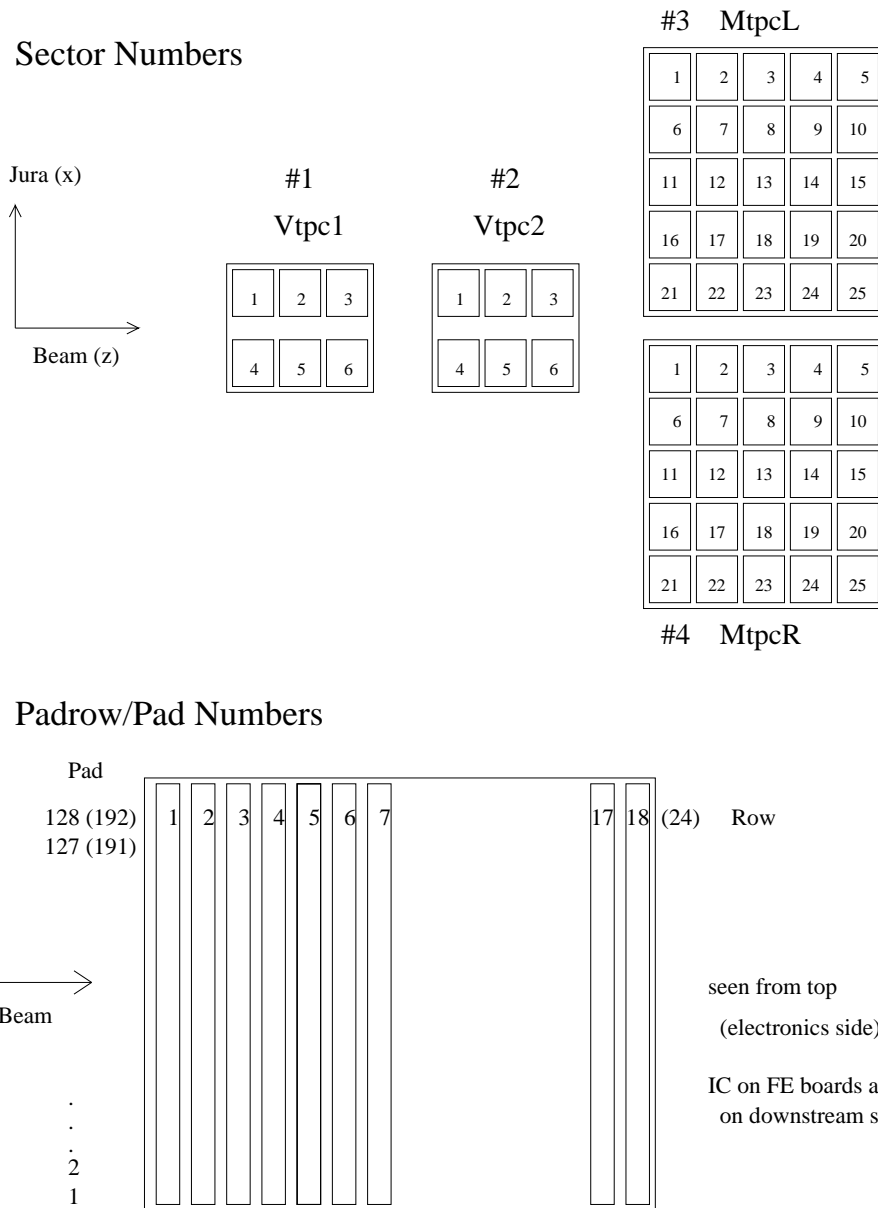 #3 MtpcL
Sector Numbers
1 2 3 4 5
6 7 8 9 10
11 12 13 14 15
16 17 18 19 20
21 22 23 24 25
Jura (x)
Beam (z)
#1
Vtpc1
1 2 3
4 5 6
#2
Vtpc2
1 2 3
4 5 6
1 2 3 4 5
6 7 8 9 10
11 12 13 14 15
16 17 18 19 20
21 22 23 24 25
#4 MtpcR
Padrow/Pad Numbers
Pad
128 (192) 1 2 3 4 5 6 7 17 18 (24) Row
127 (191)
Beam
seen from top
(electronics side)
IC on FE boards
on downstream
.
.
.
2
1